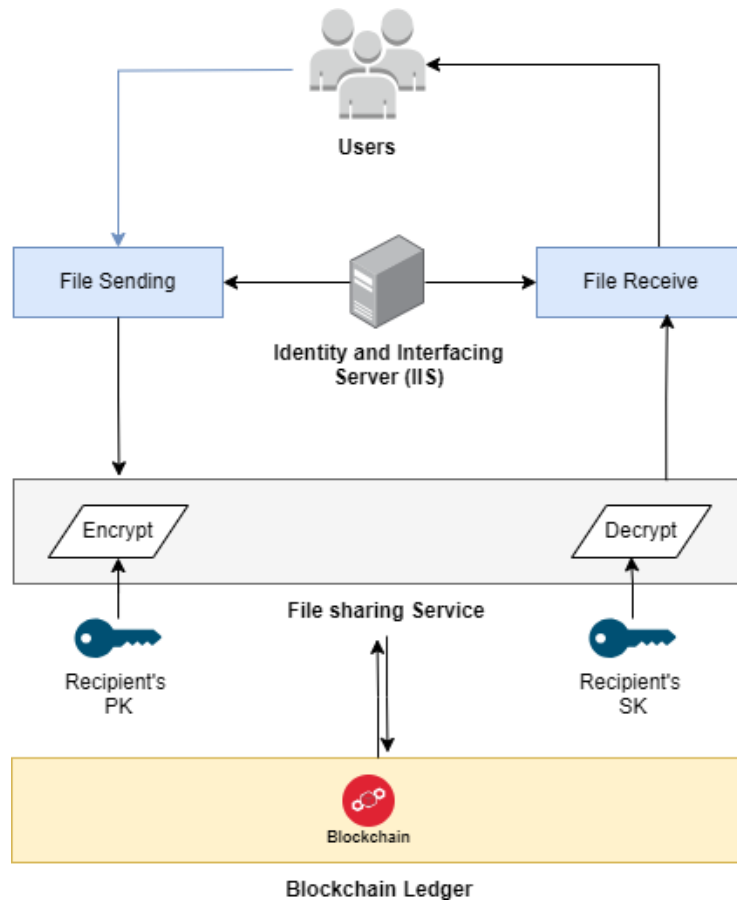 Users
File Sending
File Receive
Identity and Interfacing
Server (IIS)
Encrypt
Decrypt
File sharing Service
Recipient's
PK
Recipient's
SK
Blockchain
Blockchain Ledger